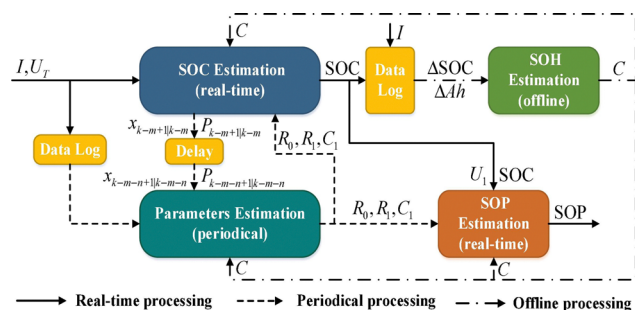 C
I
I, U_T
SOC Estimation
(real-time)
SOC
Data
Log
ΔSOC
ΔAh
SOH
Estimation
(offline)
C
x_{k-m+1|k-m}
P_{k-m+1|k-m}
R_0, R_1, C_1
Data Log
Delay
x_{k-m-n+1|k-m-n}
P_{k-m-n+1|k-m-n}
U_1
SOC
Parameters Estimation
(periodical)
R_0, R_1, C_1
SOP
Estimation
(real-time)
SOP
C
C
Real-time processing
Periodical processing
Offline processing